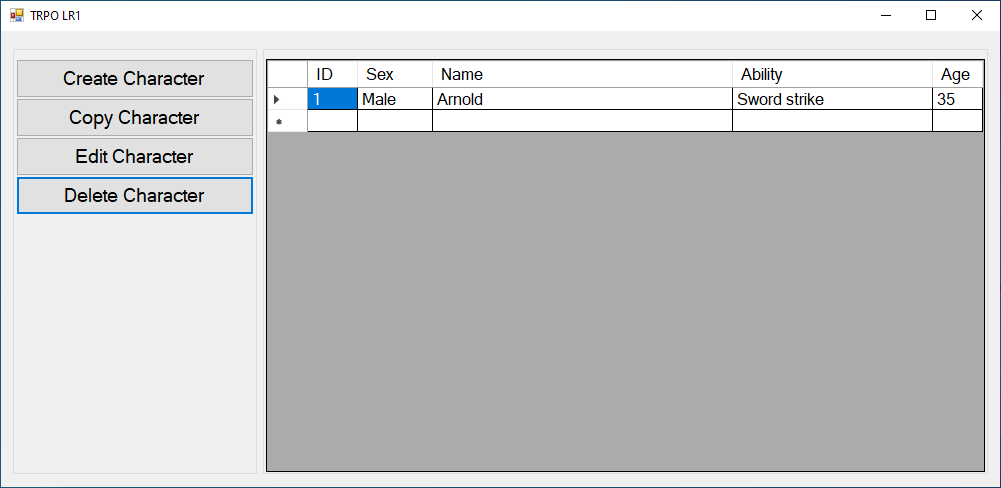 TRPO LR1
Create Character
Copy Character
Edit Character
Delete Character
ID Sex Name Ability Age
1 Male Arnold Sword strike 35